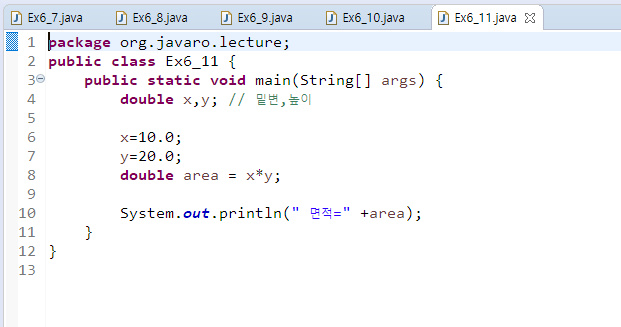 Ex6_7.java Ex6_8.java Ex6_9.java Ex6_10.java Ex6_11.java
1 package org.javaro.lecture;
2 public class Ex6_11 {
3 public static void main(String[] args) {
4 double x,y; // 밑변,높이
5
6 x=10.0;
7 y=20.0;
8 double area = x*y;
9
10 System.out.println(" 면적=" +area);
11 }
12 }
13